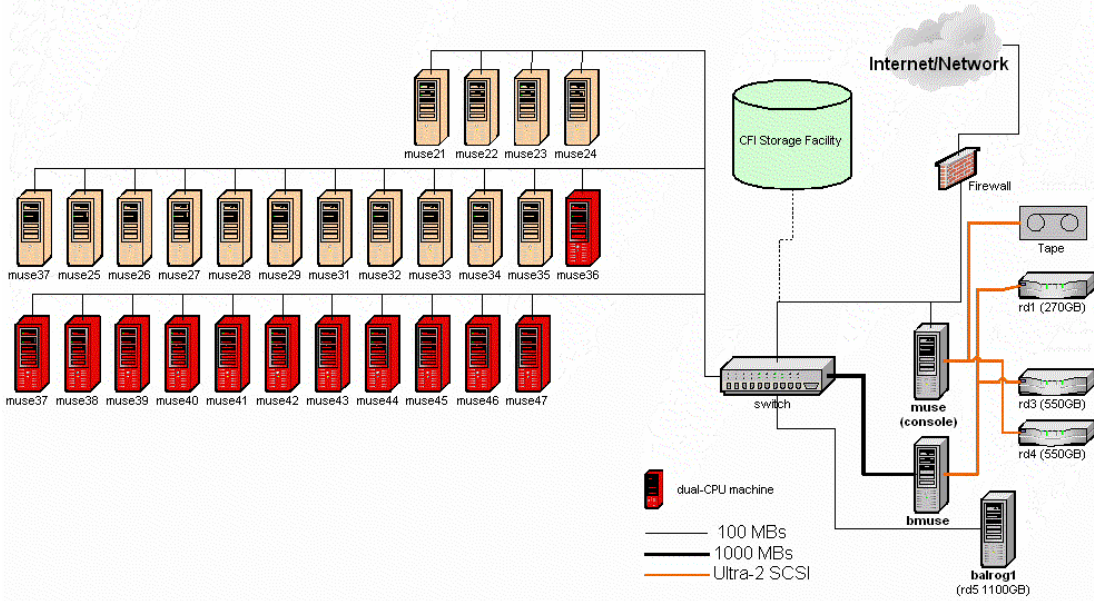 Internet/Network
muse21 muse22 muse23 muse24
CFI Storage Facility
Firewall
Tape
muse37 muse25 muse26 muse27 muse28 muse29 muse31 muse32 muse33 muse34 muse35 muse36
rd1 (270GB)
muse37 muse38 muse39 muse40 muse41 muse42 muse43 muse44 muse45 muse46 muse47
switch
muse
(console)
rd3 (550GB)
rd4 (550GB)
dual-CPU machine
bmuse
100 MBs
1000 MBs
Ultra-2 SCSI
balrog1
(rd5 1100GB)